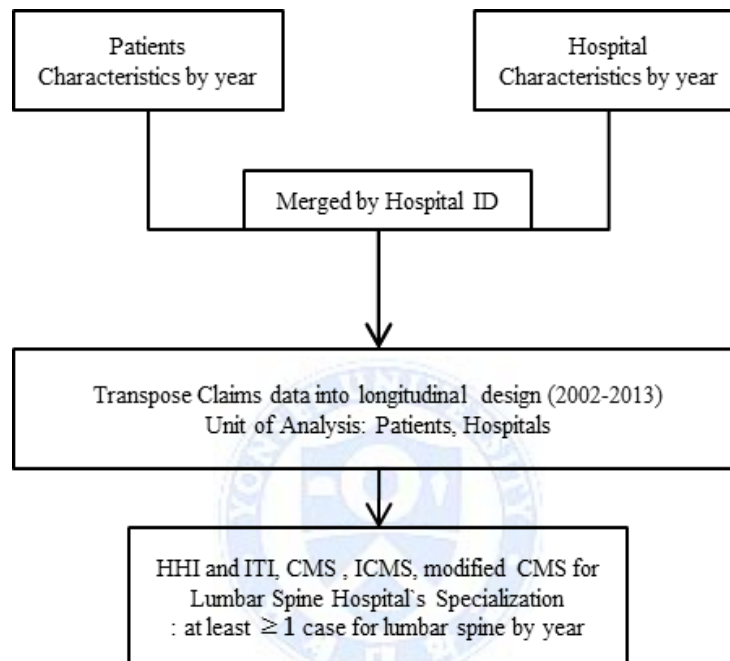 Patients
Characteristics by year
Hospital
Characteristics by year
Merged by Hospital ID
Transpose Claims data into longitudinal design (2002-2013)
Unit of Analysis: Patients, Hospitals
HHI and ITI, CMS , ICMS, modified CMS for
Lumbar Spine Hospital`s Specialization
: at least ≥1 case for lumbar spine by year